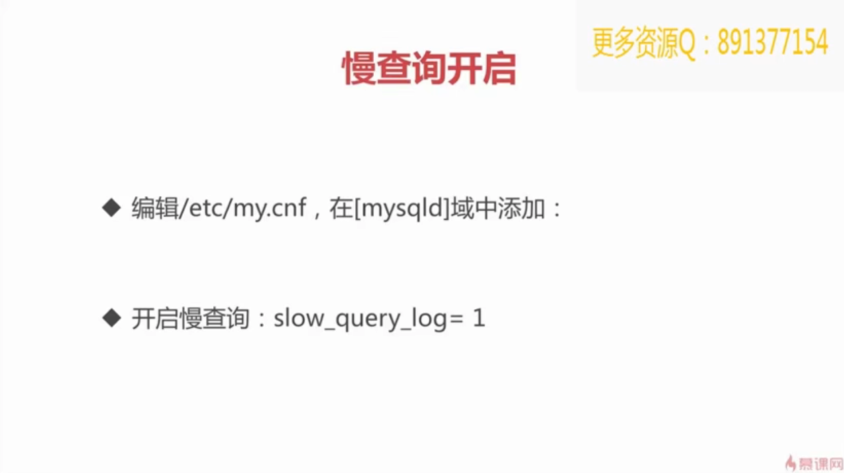 更多资源Q：891377154
慢查询开启
◆ 编辑/etc/my.cnf，在[mysqld]域中添加：
◆ 开启慢查询：slow_query_log= 1
慕课网